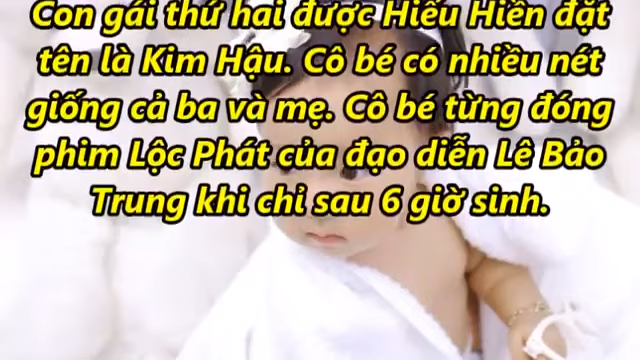 Con gái thứ hai được Hiếu Hiền đặt
tên là Kim Hậu. Cô bé có nhiều nét
giống cả ba và mẹ. Cô bé từng đóng
phim Lộc Phát của đạo diễn Lê Bảo
Trung khi chỉ sau 6 giờ sinh.